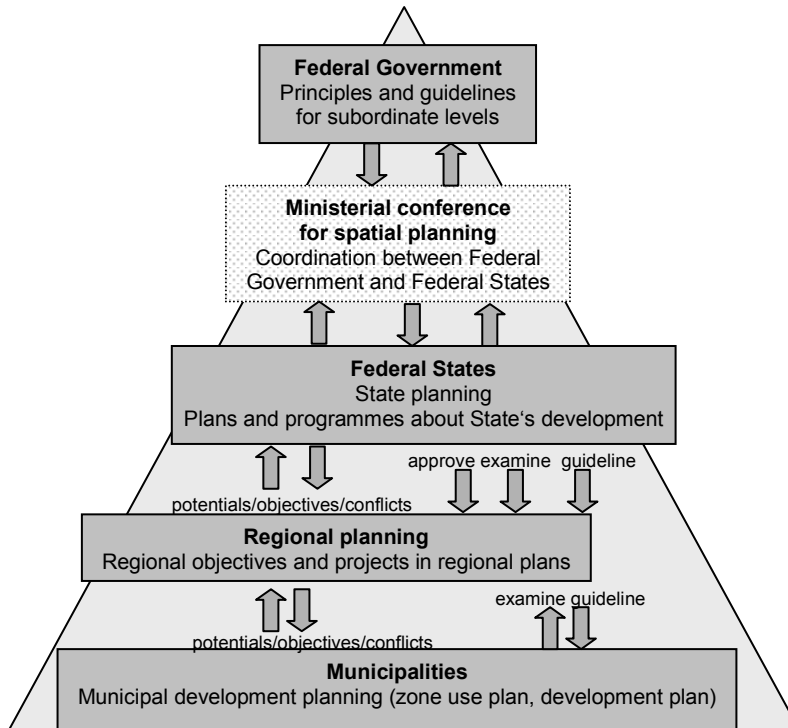 Federal Government
Principles and guidelines
for subordinate levels
Ministerial conference
for spatial planning
Coordination between Federal
Government and Federal States
Federal States
State planning
Plans and programmes about State‘s development
approve examine guideline
potentials/objectives/conflicts
Regional planning
Regional objectives and projects in regional plans
examine guideline
potentials/objectives/conflicts
Municipalities
Municipal development planning (zone use plan, development plan)